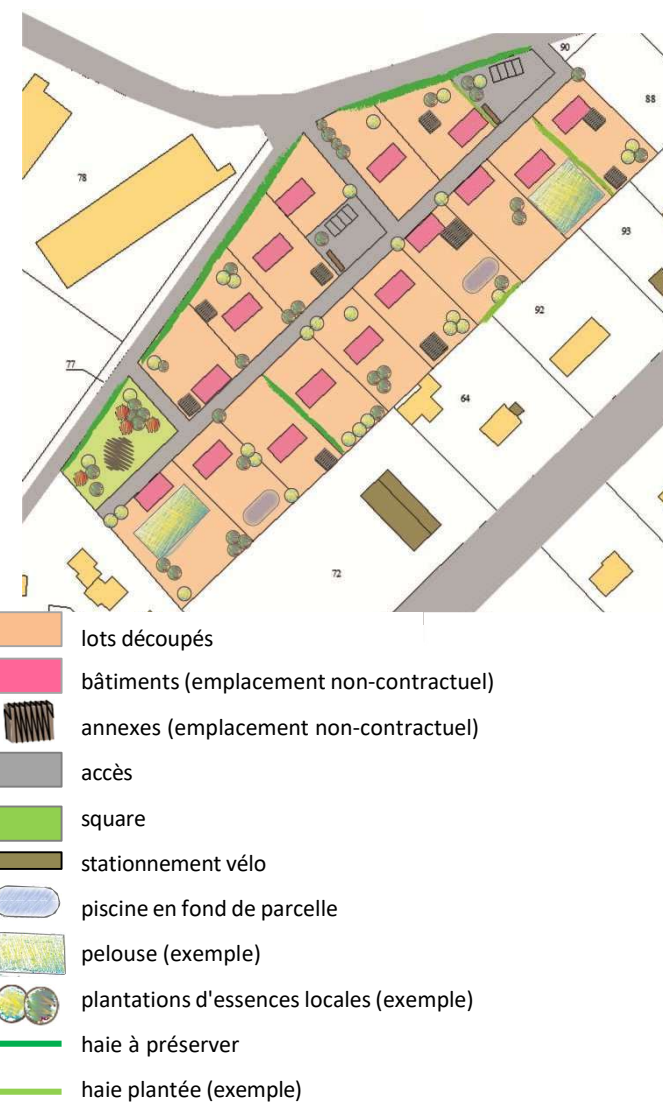 90
88
78
93
92
77
64
72
lots découpés
bâtiments (emplacement non-contractuel)
annexes (emplacement non-contractuel)
accès
square
stationnement vélo
piscine en fond de parcelle
pelouse (exemple)
plantations d'essences locales (exemple)
haie à préserver
haie plantée (exemple)